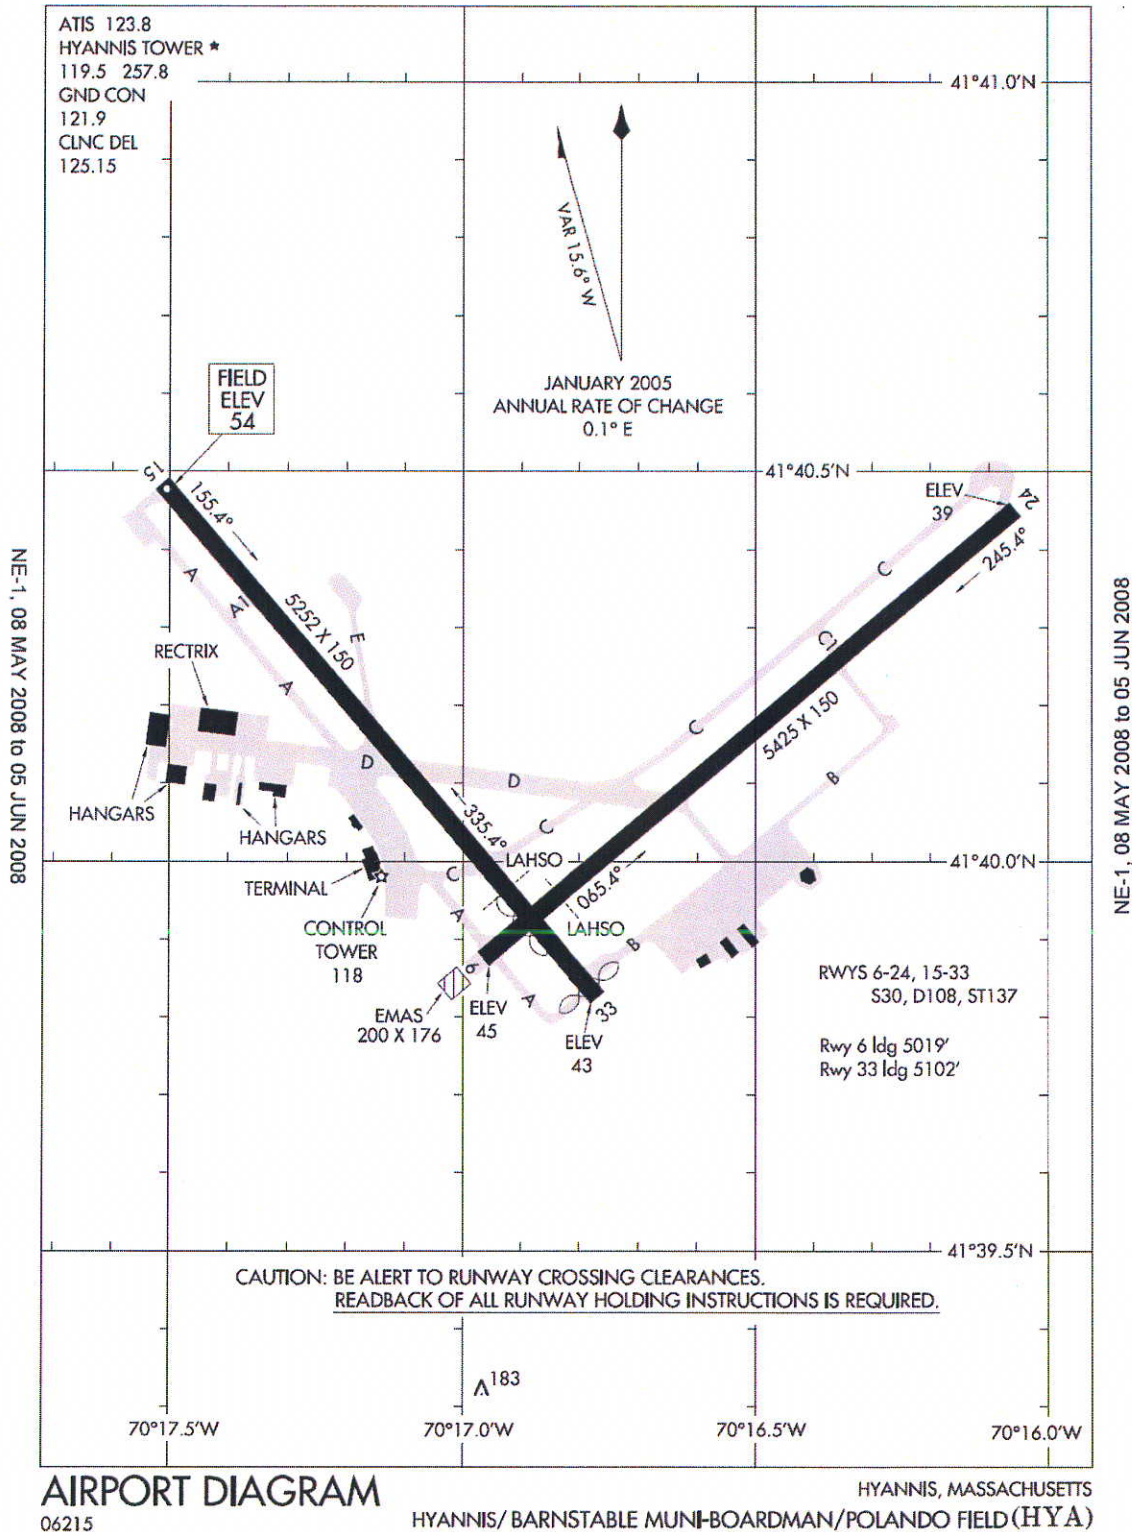 ATIS 123.8
HYANNIS TOWER ★
119.5 257.8
GND CON
121.9
CLNC DEL
125.15
41°41.0'N
VAR 15.6° W
JANUARY 2005
ANNUAL RATE OF CHANGE
0.1° E
FIELD
ELEV
54
41°40.5'N
15
155.4°
ELEV
39
24
245.4°
A
A1
5252 X 150
E
C
C1
RECTRIX
A
C
5425 X 150
D
D
B
HANGARS
HANGARS
335.4°
C
LAHSO
41°40.0'N
TERMINAL
C
065.4°
A
CONTROL
TOWER
118
LAHSO
B
6
EMAS
200 X 176
ELEV
45
A
33
ELEV
43
RWYS 6-24, 15-33
S30, D108, ST137
Rwy 6 ldg 5019'
Rwy 33 ldg 5102'
41°39.5'N
CAUTION: BE ALERT TO RUNWAY CROSSING CLEARANCES.
READBACK OF ALL RUNWAY HOLDING INSTRUCTIONS IS REQUIRED.
183
70°17.5'W
70°17.0'W
70°16.5'W
70°16.0'W
NE-1, 08 MAY 2008 to 05 JUN 2008
NE-1, 08 MAY 2008 to 05 JUN 2008
AIRPORT DIAGRAM
06215
HYANNIS, MASSACHUSETTS
HYANNIS/ BARNSTABLE MUNI-BOARDMAN/POLANDO FIELD (HYA)